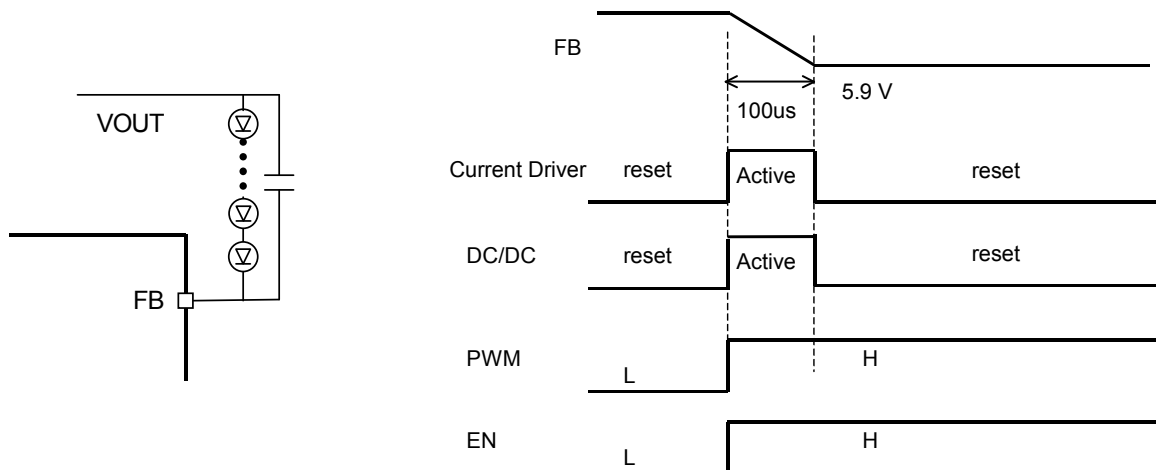 VOUT
FB
FB
5.9 V
100us
Current Driver reset Active reset
DC/DC reset Active reset
PWM L H
EN L H